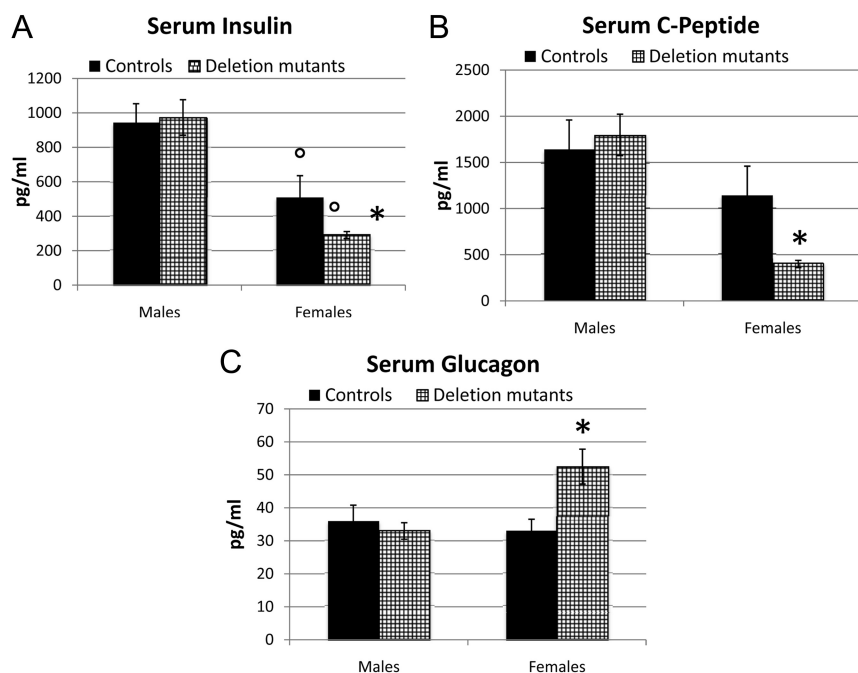 A
Serum Insulin
Controls Deletion mutants
1200
1000
800
600
400
200
0
pg/ml
*
Males Females
B
Serum C-Peptide
Controls Deletion mutants
2500
2000
1500
1000
500
0
pg/ml
*
Males Females
C
Serum Glucagon
Controls Deletion mutants
70
60
50
40
30
20
10
0
pg/ml
*
Males Females